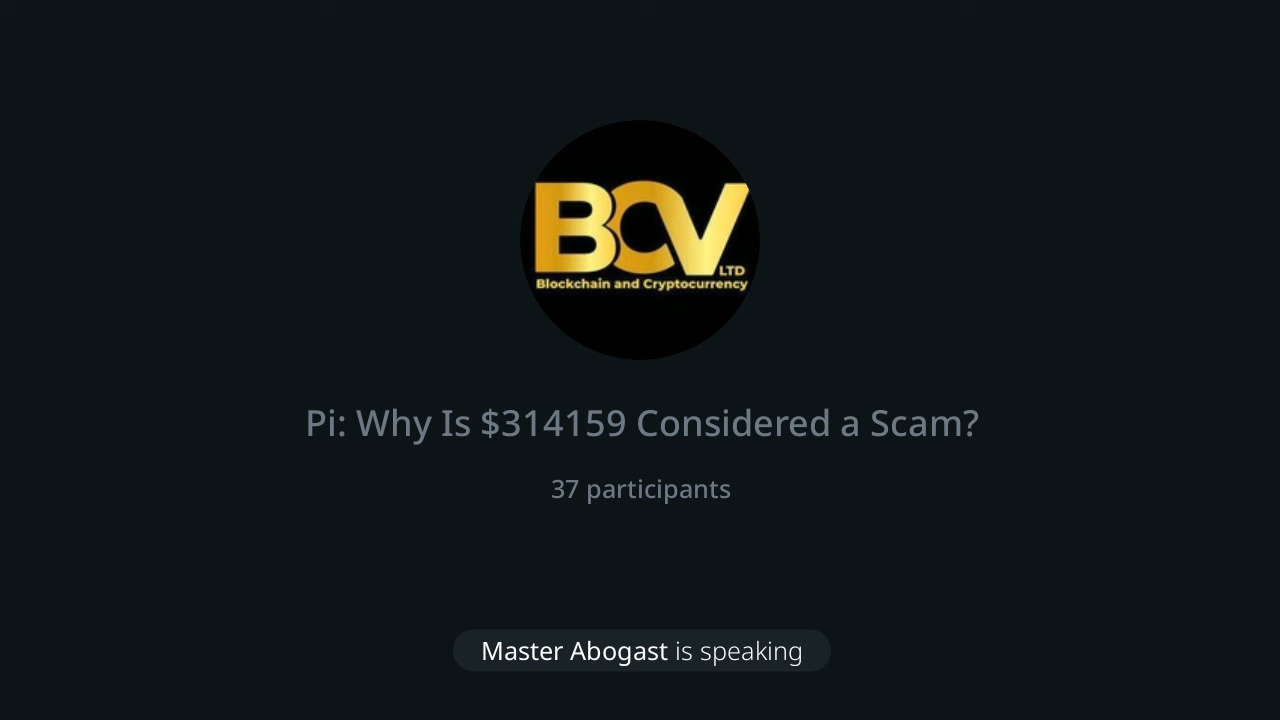 BCV
LTD
Blockchain and Cryptocurrency
Pi: Why Is $314159 Considered a Scam?
37 participants
Master Abogast is speaking